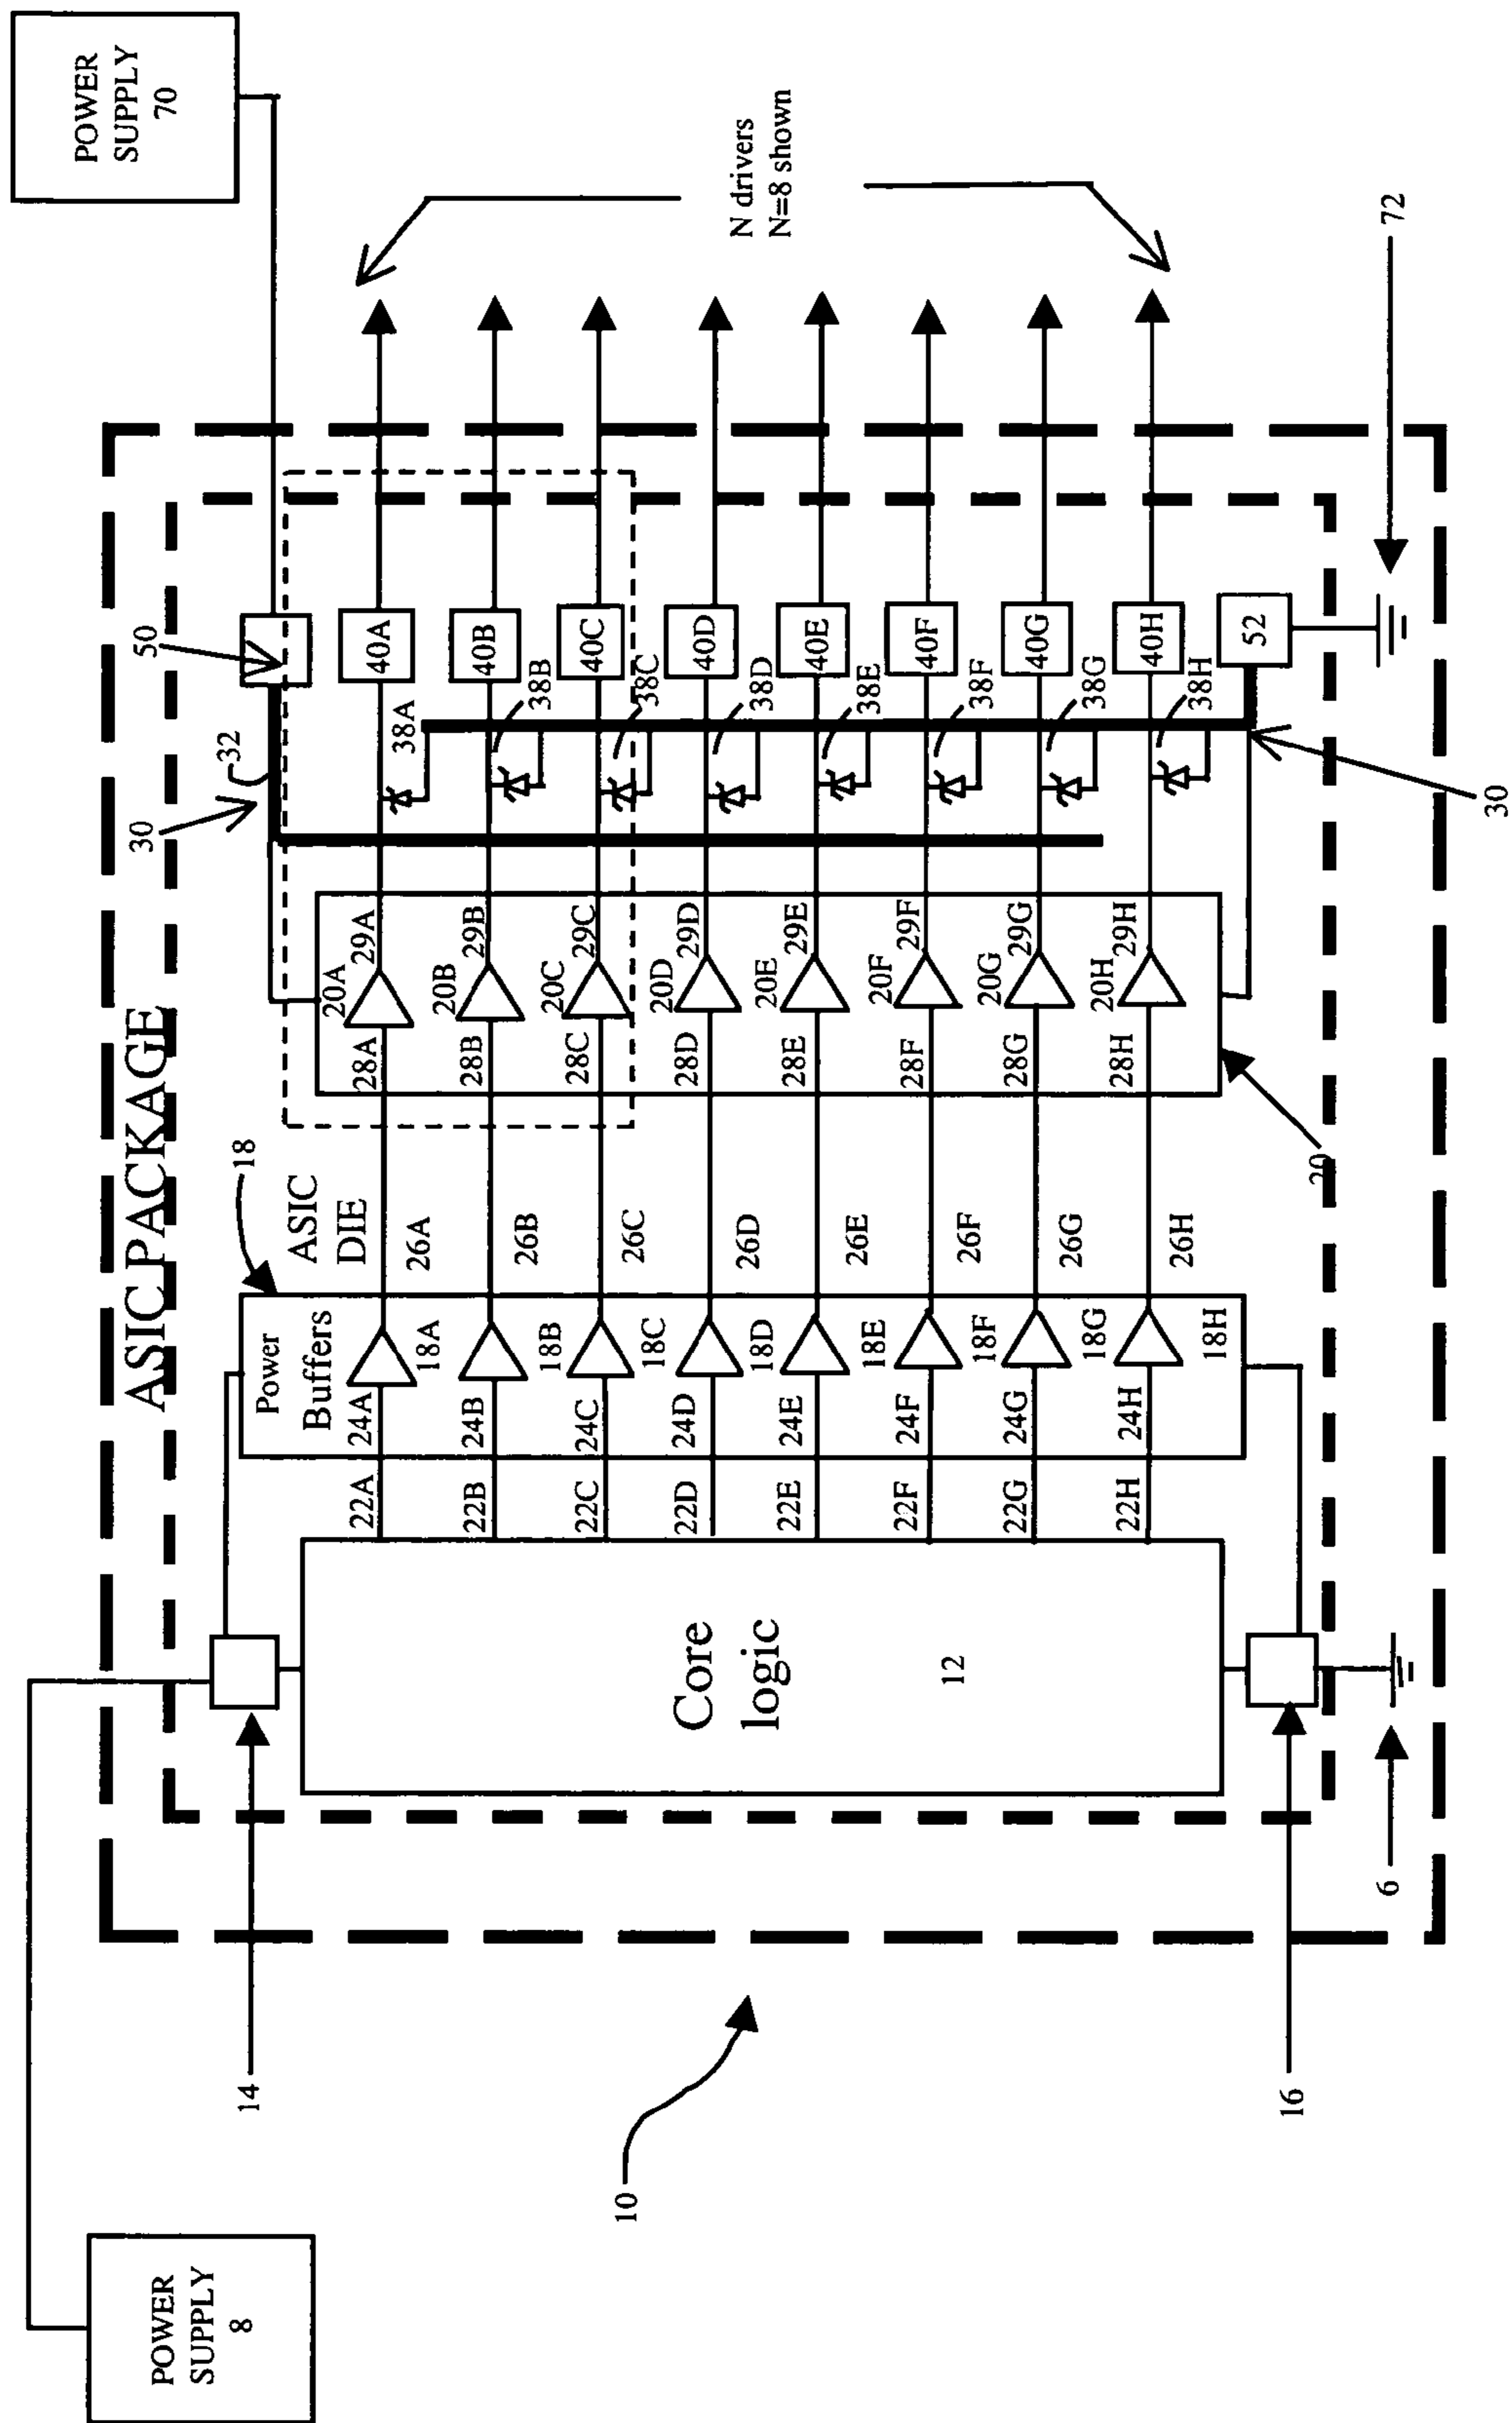 POWER
SUPPLY
8
POWER
SUPPLY
70
ASIC PACKAGE
ASIC
DIE
14
16
6
10
Core
logic
12
22A
22B
22C
22D
22E
22F
22G
22H
18
Power
Buffers
24A
24B
24C
24D
24E
24F
24G
24H
18A
18B
18C
18D
18E
18F
18G
18H
26A
26B
26C
26D
26E
26F
26G
26H
28A
28B
28C
28D
28E
28F
28G
28H
20A
20B
20C
20D
20E
20F
20G
20H
29A
29B
29C
29D
29E
29F
29G
29H
20
30
32
50
38A
38B
38C
38D
38E
38F
38G
38H
40A
40B
40C
40D
40E
40F
40G
40H
52
30
72
N drivers
N=8 shown